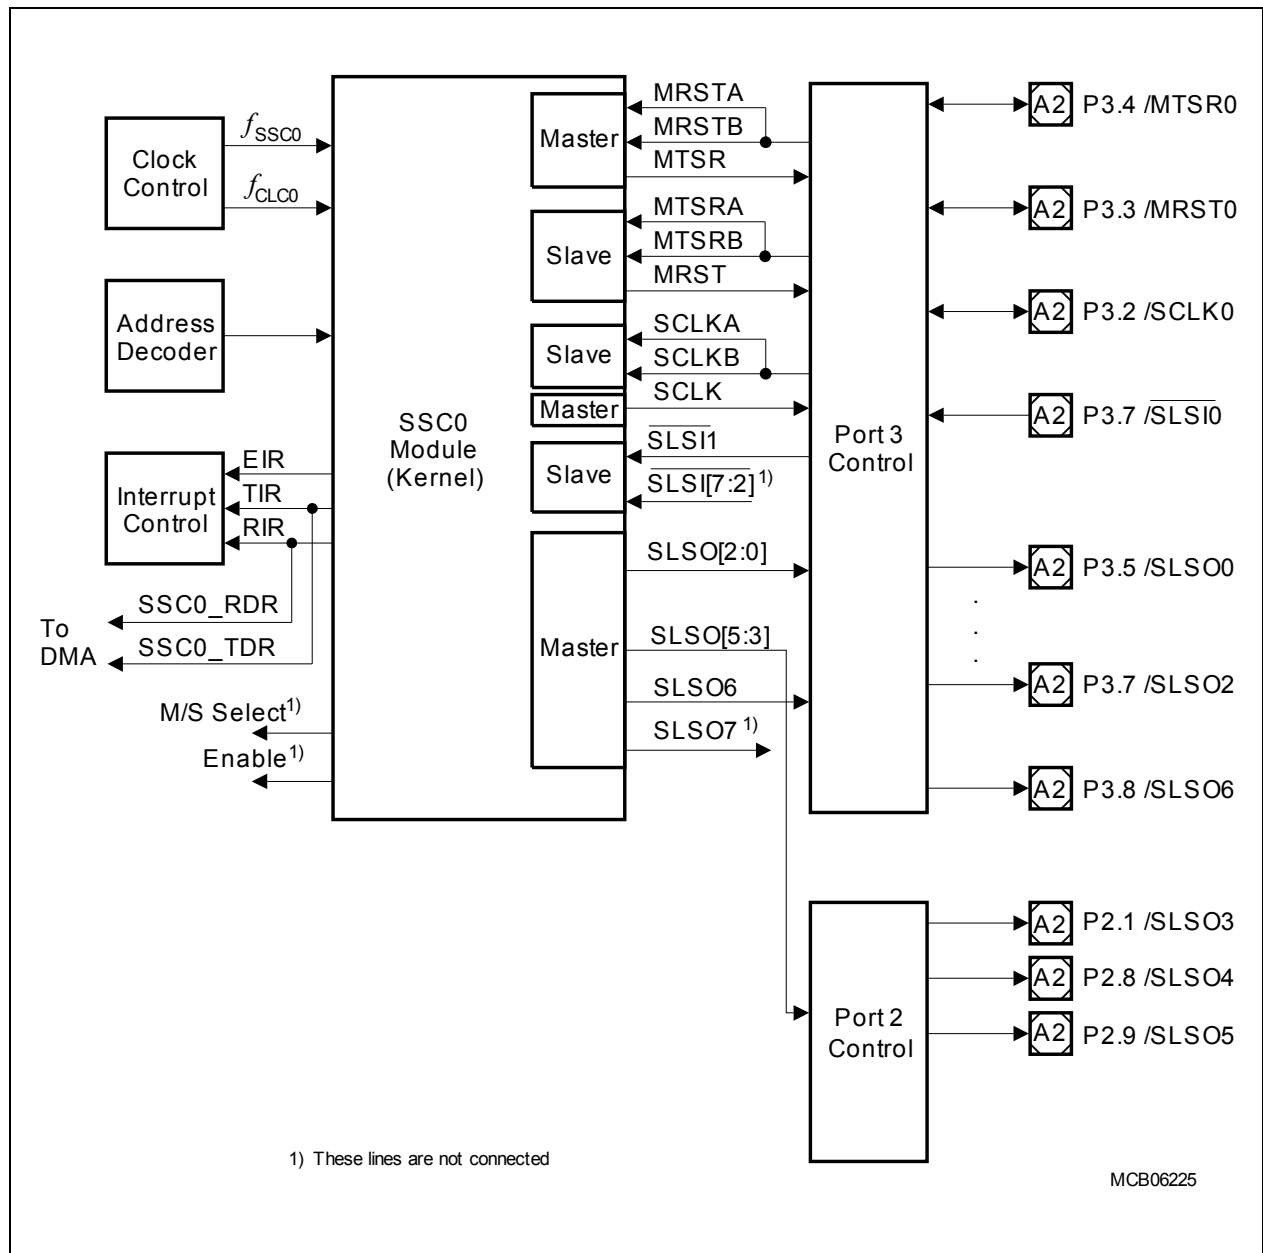 Clock
Control
fSSC0
fCLC0
Address
Decoder
Interrupt
Control
EIR
TIR
RIR
SSC0_RDR
SSC0_TDR
To
DMA
M/S Select1)
Enable1)
SSC0
Module
(Kernel)
Master
Slave
Slave
Master
Slave
Master
MRSTA
MRSTB
MTSR
MTSRA
MTSRB
MRST
SCLKA
SCLKB
SCLK
SLSI1
SLSI[7:2]1)
SLSO[2:0]
SLSO[5:3]
SLSO6
SLSO7 1)
Port 3
Control
Port 2
Control
A2 P3.4 /MTSR0
A2 P3.3 /MRST0
A2 P3.2 /SCLK0
A2 P3.7 /SLSI0
A2 P3.5 /SLSO0
.
.
.
A2 P3.7 /SLSO2
A2 P3.8 /SLSO6
A2 P2.1 /SLSO3
A2 P2.8 /SLSO4
A2 P2.9 /SLSO5
1) These lines are not connected
MCB06225